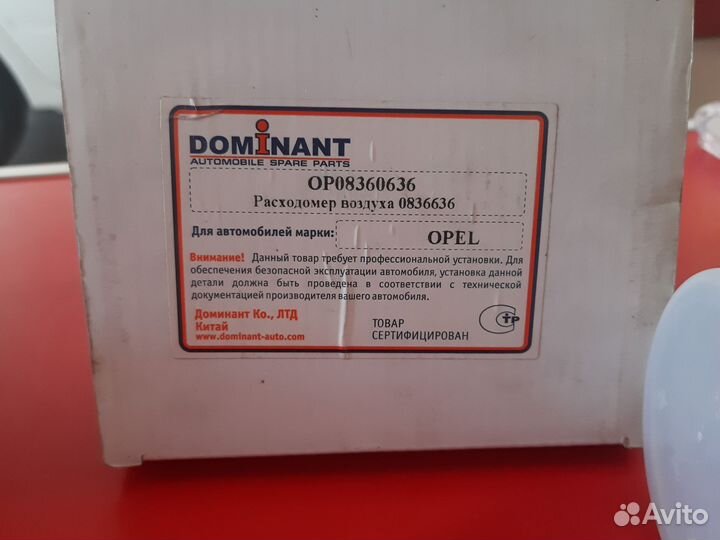 DOMINANT
AUTOMOBILE SPARE PARTS
OP08360636
Расходомер воздуха 0836636
Для автомобилей марки: OPEL
Внимание! Данный товар требует профессиональной установки. Для
обеспечения безопасной эксплуатации автомобиля, установка данной
детали должна быть проведена в соответствии с технической
документацией производителя вашего автомобиля.
Доминант Ко., ЛТД
Китай
www.dominant-auto.com
ТОВАР
СЕРТИФИЦИРОВАН
СТР
Avito